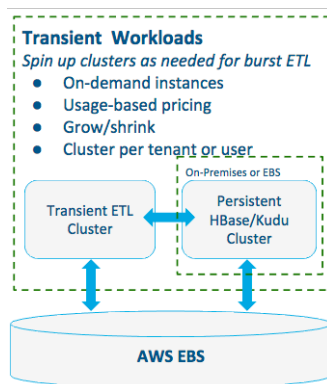 Transient Workloads
Spin up clusters as needed for burst ETL
● On-demand instances
● Usage-based pricing
● Grow/shrink
● Cluster per tenant or user
On-Premises or EBS
Transient ETL
Cluster
Persistent
HBase/Kudu
Cluster
AWS EBS